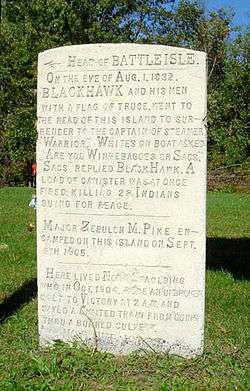 ← Head of BATTLE ISLE.
On the eve of Aug. 1, 1832,
BLACKHAWK and his men
with a flag of truce, went to
the head of this island to sur-
render to the captain of steamer
Warrior. Whites on boat asked
Are you Winnebagoes or Sacs.
Sacs replied Black Hawk. A
load of canister was at once
fired, killing 23 Indians
suing for peace.
Major Zebulon M. Pike en-
camped on this island on Sept.
9th 1805.
Here lived
who in Oct. 1904,
to Victory at 2 A.M. and
a train from going
thru a burned culvert.